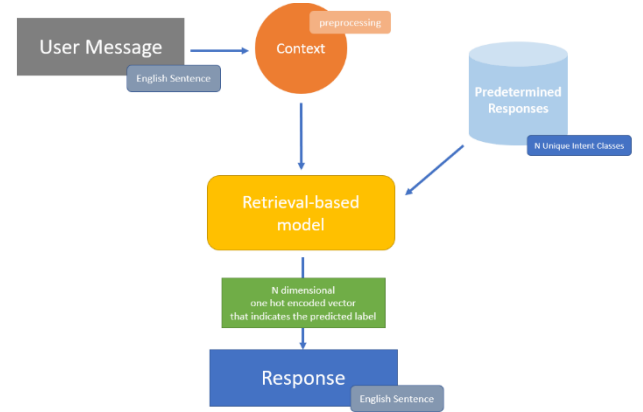 User Message
English Sentence
preprocessing
Context
Predetermined
Responses
N Unique Intent Classes
Retrieval-based
model
N dimensional
one hot encoded vector
that indicates the predicted label
Response
English Sentence